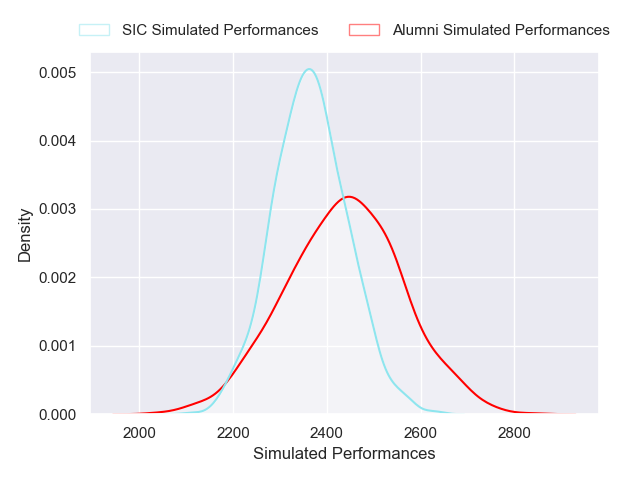 SIC Simulated Performances Alumni Simulated Performances
0.005
0.004
0.003
0.002
0.001
0.000
Density
2000 2200 2400 2600 2800
Simulated Performances